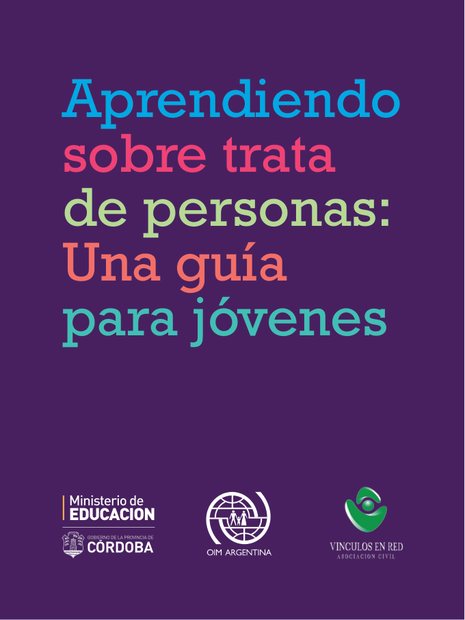 Aprendiendo
sobre trata
de personas:
Una guía
para jóvenes
Ministerio de
EDUCACION
GOBIERNO DE LA PROVINCIA DE
CÓRDOBA
OIM ARGENTINA
VINCULOS EN RED
ASOCIACION CIVIL